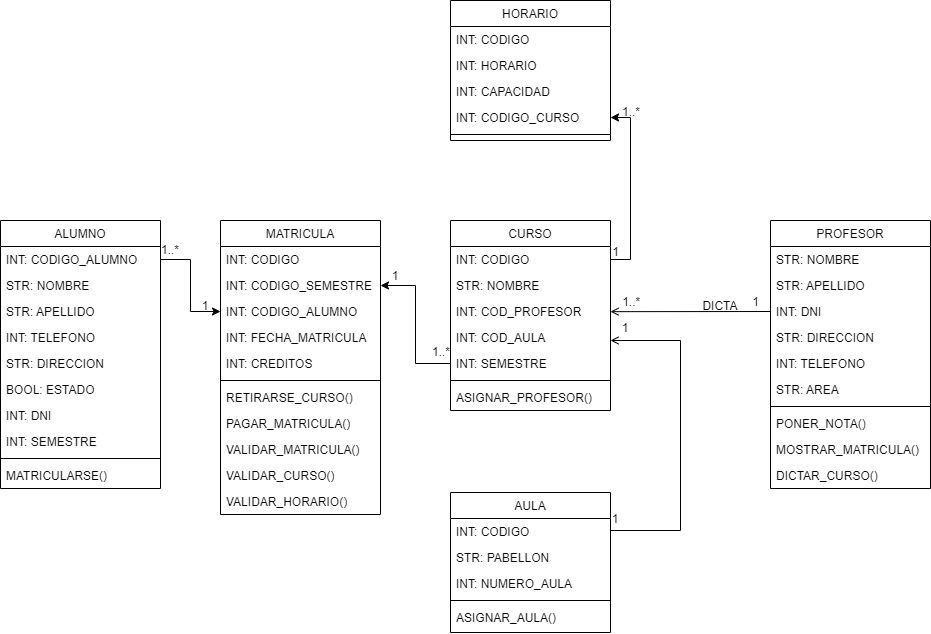 HORARIO
INT: CODIGO
INT: HORARIO
INT: CAPACIDAD
INT: CODIGO_CURSO
1..*
ALUMNO
INT: CODIGO_ALUMNO
STR: NOMBRE
STR: APELLIDO
INT: TELEFONO
STR: DIRECCION
BOOL: ESTADO
INT: DNI
INT: SEMESTRE
MATRICULARSE()
1..*
1
MATRICULA
INT: CODIGO
INT: CODIGO_SEMESTRE
INT: CODIGO_ALUMNO
INT: FECHA_MATRICULA
INT: CREDITOS
RETIRARSE_CURSO()
PAGAR_MATRICULA()
VALIDAR_MATRICULA()
VALIDAR_CURSO()
VALIDAR_HORARIO()
1
1..*
CURSO
INT: CODIGO
STR: NOMBRE
INT: COD_PROFESOR
INT: COD_AULA
INT: SEMESTRE
ASIGNAR_PROFESOR()
1
1..*
DICTA
1
1
PROFESOR
STR: NOMBRE
STR: APELLIDO
INT: DNI
STR: DIRECCION
INT: TELEFONO
STR: AREA
PONER_NOTA()
MOSTRAR_MATRICULA()
DICTAR_CURSO()
AULA
INT: CODIGO
STR: PABELLON
INT: NUMERO_AULA
ASIGNAR_AULA()
1